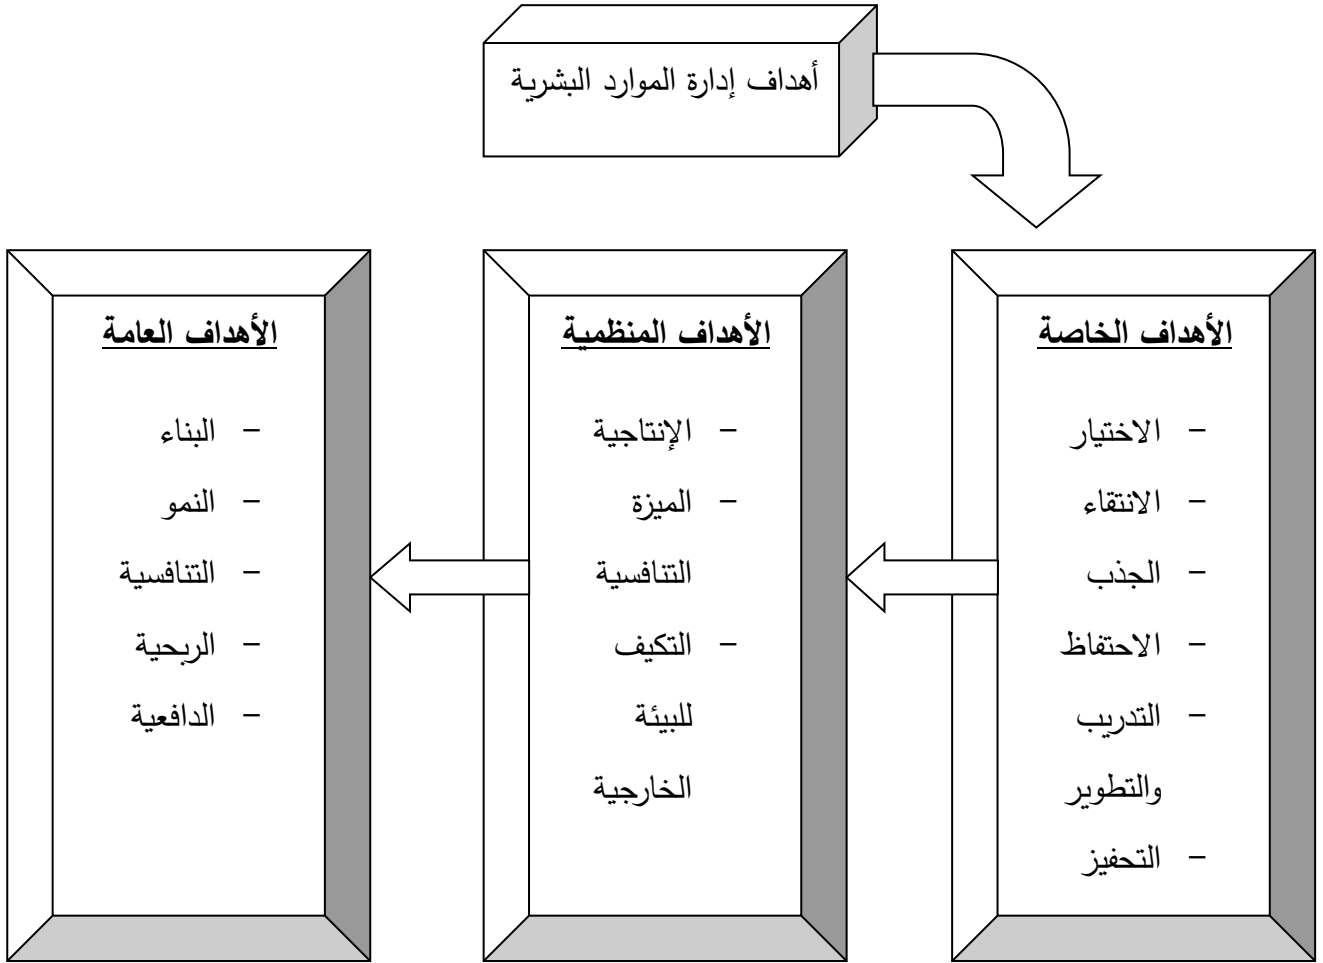 أهداف إدارة الموارد البشرية
الأهداف الخاصة
- الاختيار
- الانتقاء
- الجذب
- الاحتفاظ
- التدريب
والتطوير
- التحفيز
الأهداف المنظمية
- الإنتاجية
- الميزة
التنافسية
- التكيف
للبيئة
الخارجية
الأهداف العامة
- البناء
- النمو
- التنافسية
- الربحية
- الدافعية